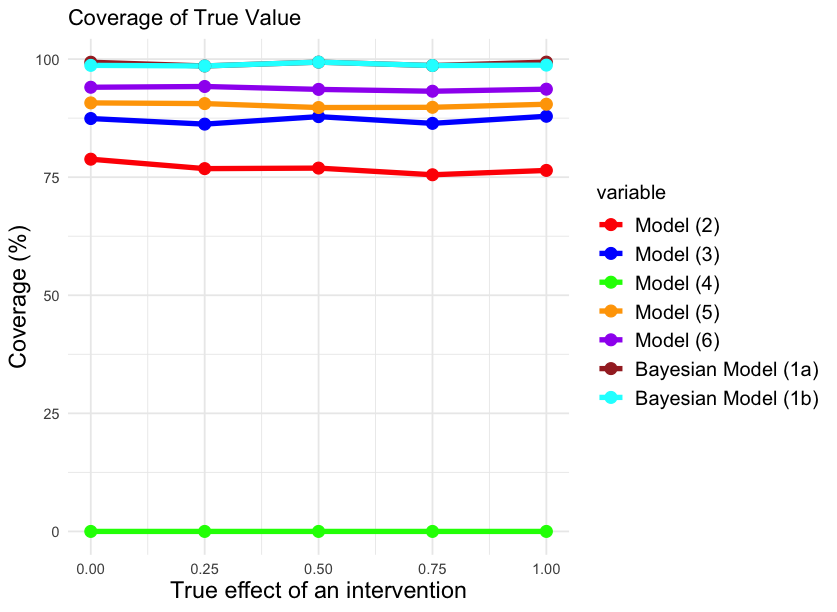 Coverage of True Value
Coverage (%)
100
75
50
25
0
0.00 0.25 0.50 0.75 1.00
True effect of an intervention
variable
Model (2)
Model (3)
Model (4)
Model (5)
Model (6)
Bayesian Model (1a)
Bayesian Model (1b)